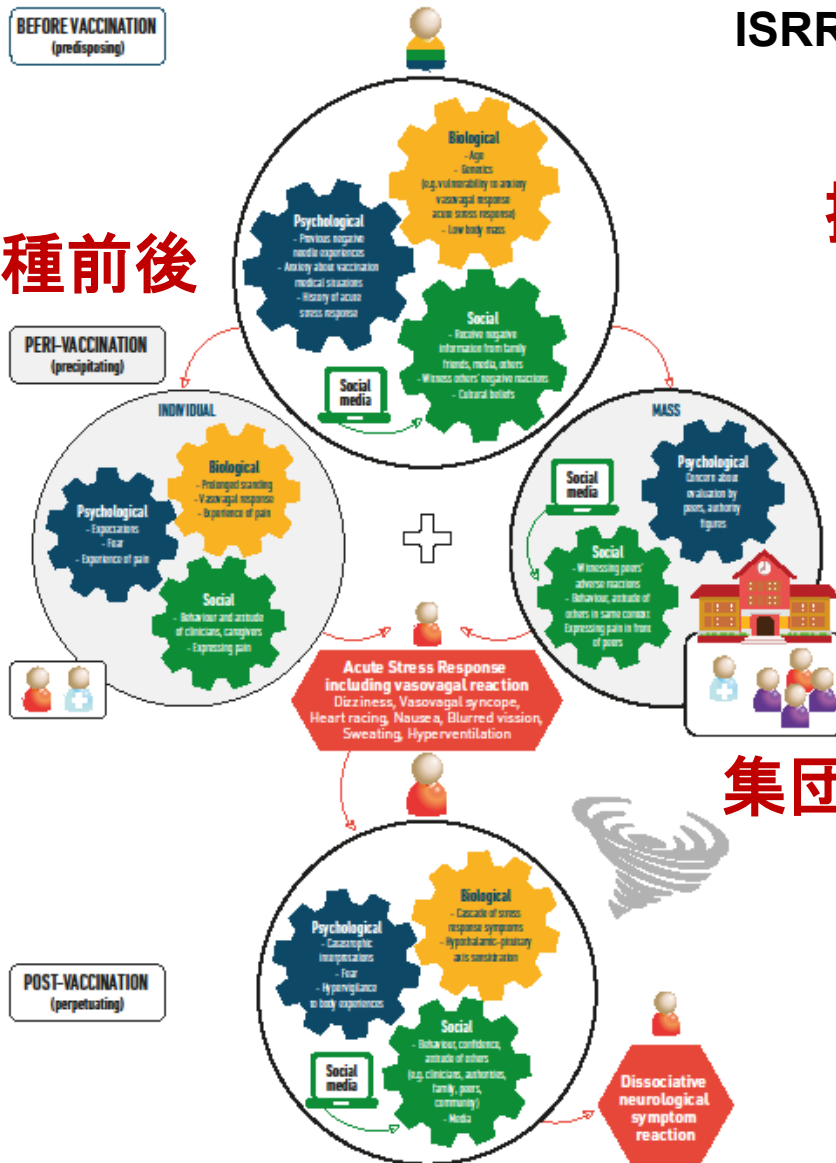 BEFORE VACCINATION
(predisposing)
ISRR
Biological
- Age
- Genetics
(e.g. vulnerability to anxiety
vasovagal response
acute stress response)
- Low body mass
Psychological
- Previous negative
needle experiences
- Anxiety about vaccination
medical situations
- History of acute
stress response
Social
- Receive negative
information from family
friends, media, others
- Witness others' negative reactions
- Cultural beliefs
Social
media
種前後
PERI-VACCINATION
(precipitating)
INDIVIDUAL
Biological
- Prolonged standing
- Vasovagal response
- Experience of pain
Psychological
- Expectations
- Fear
- Experience of pain
Social
- Behaviour and attitude
of clinicians, caregivers
- Expressing pain
MASS
Psychological
Concern about
evaluation by
peers, authority
figures
Social
media
Social
- Witnessing peers'
adverse reactions
- Behaviour, attitude of
others in same context
Expressing pain in front
of peers
Acute Stress Response
including vasovagal reaction
Dizziness, Vasovagal syncope,
Heart racing, Nausea, Blurred vission,
Sweating, Hyperventilation
集団
POST-VACCINATION
(perpetuating)
Biological
- Cascade of stress
response symptoms
- Hypothalamic-pituitary
axis sensitration
Psychological
- Catastrophic
interpretations
- Fear
- Hypervigilance
to body experiences
Social
- Behaviour, confidence,
attitude of others
(e.g. clinicians, authorities,
family, peers,
community)
- Media
Social
media
Dissociative
neurological
symptom
reaction